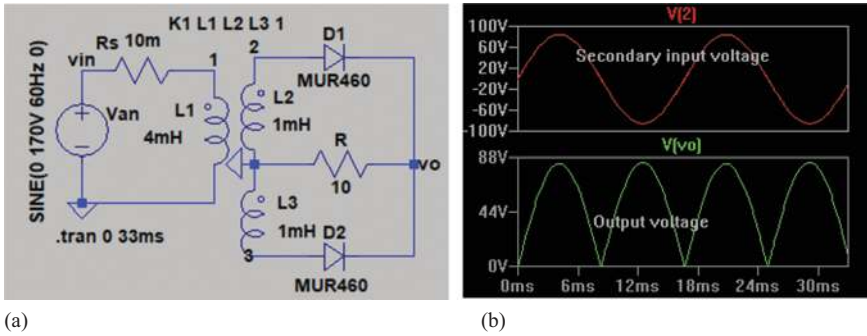 K1 L1 L2 L3 1
Rs 10m
vin
1
2
D1
MUR460
SINE(0 170V 60Hz 0)
Van
L1
4mH
L2
1mH
R
10
vo
L3
1mH
D2
3
MUR460
.tran 0 33ms
(a)
V(2)
100V
60V
20V
-20V
-60V
-100V
Secondary input voltage
V(vo)
88V
44V
0V
Output voltage
0ms 6ms 12ms 18ms 24ms 30ms
(b)